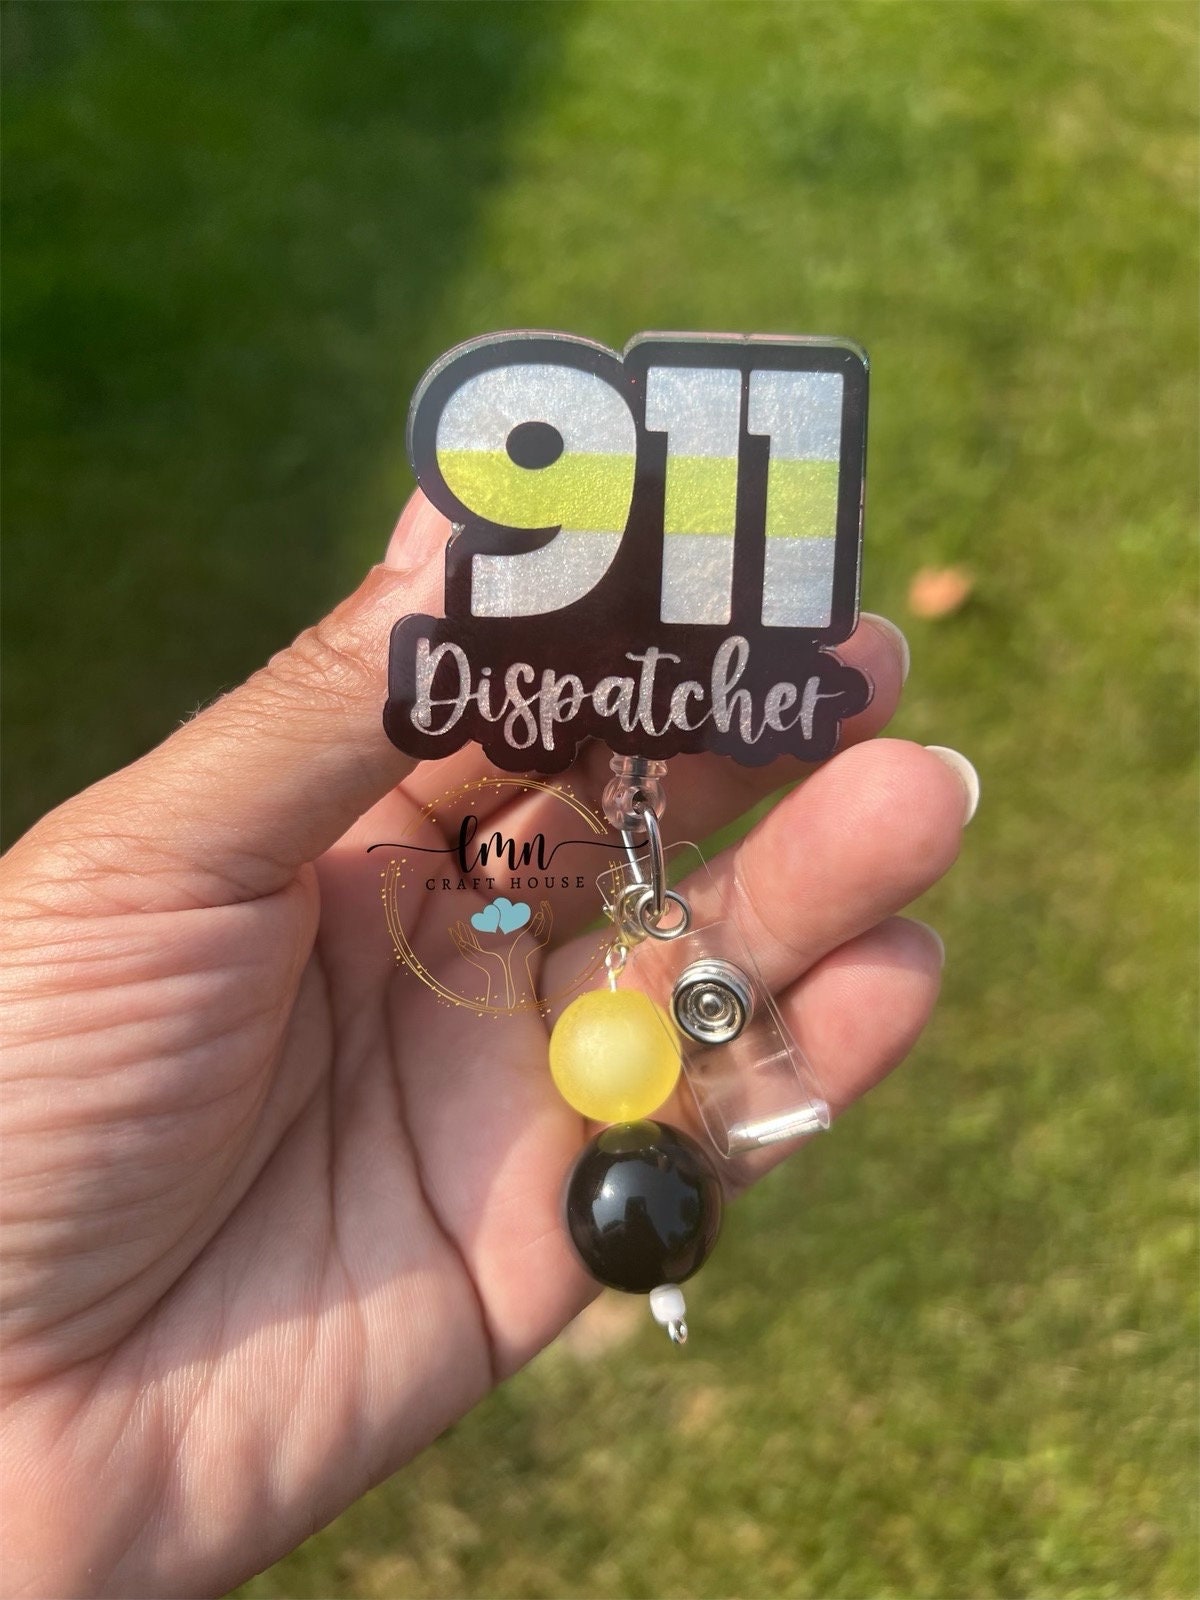 911
Dispatcher
lmn
CRAFT HOUSE